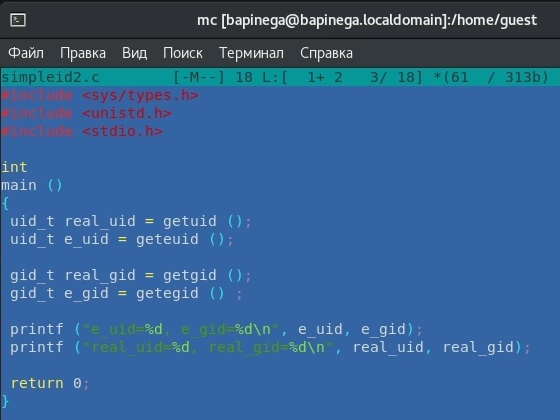 mc [bapinega@bapinega.localdomain]:/home/guest
Файл Правка Вид Поиск Терминал Справка
simpleid2.c [-M--] 18 L:[ 1+ 2 3/ 18] *(61 / 313b)
#include <sys/types.h>
#include <unistd.h>
#include <stdio.h>
int
main ()
{
uid_t real_uid = getuid ();
uid_t e_uid = geteuid ();
gid_t real_gid = getgid ();
gid_t e_gid = getegid () ;
printf ("e_uid=%d, e_gid=%d\n", e_uid, e_gid);
printf ("real_uid=%d, real_gid=%d\n", real_uid, real_gid);
return 0;
}